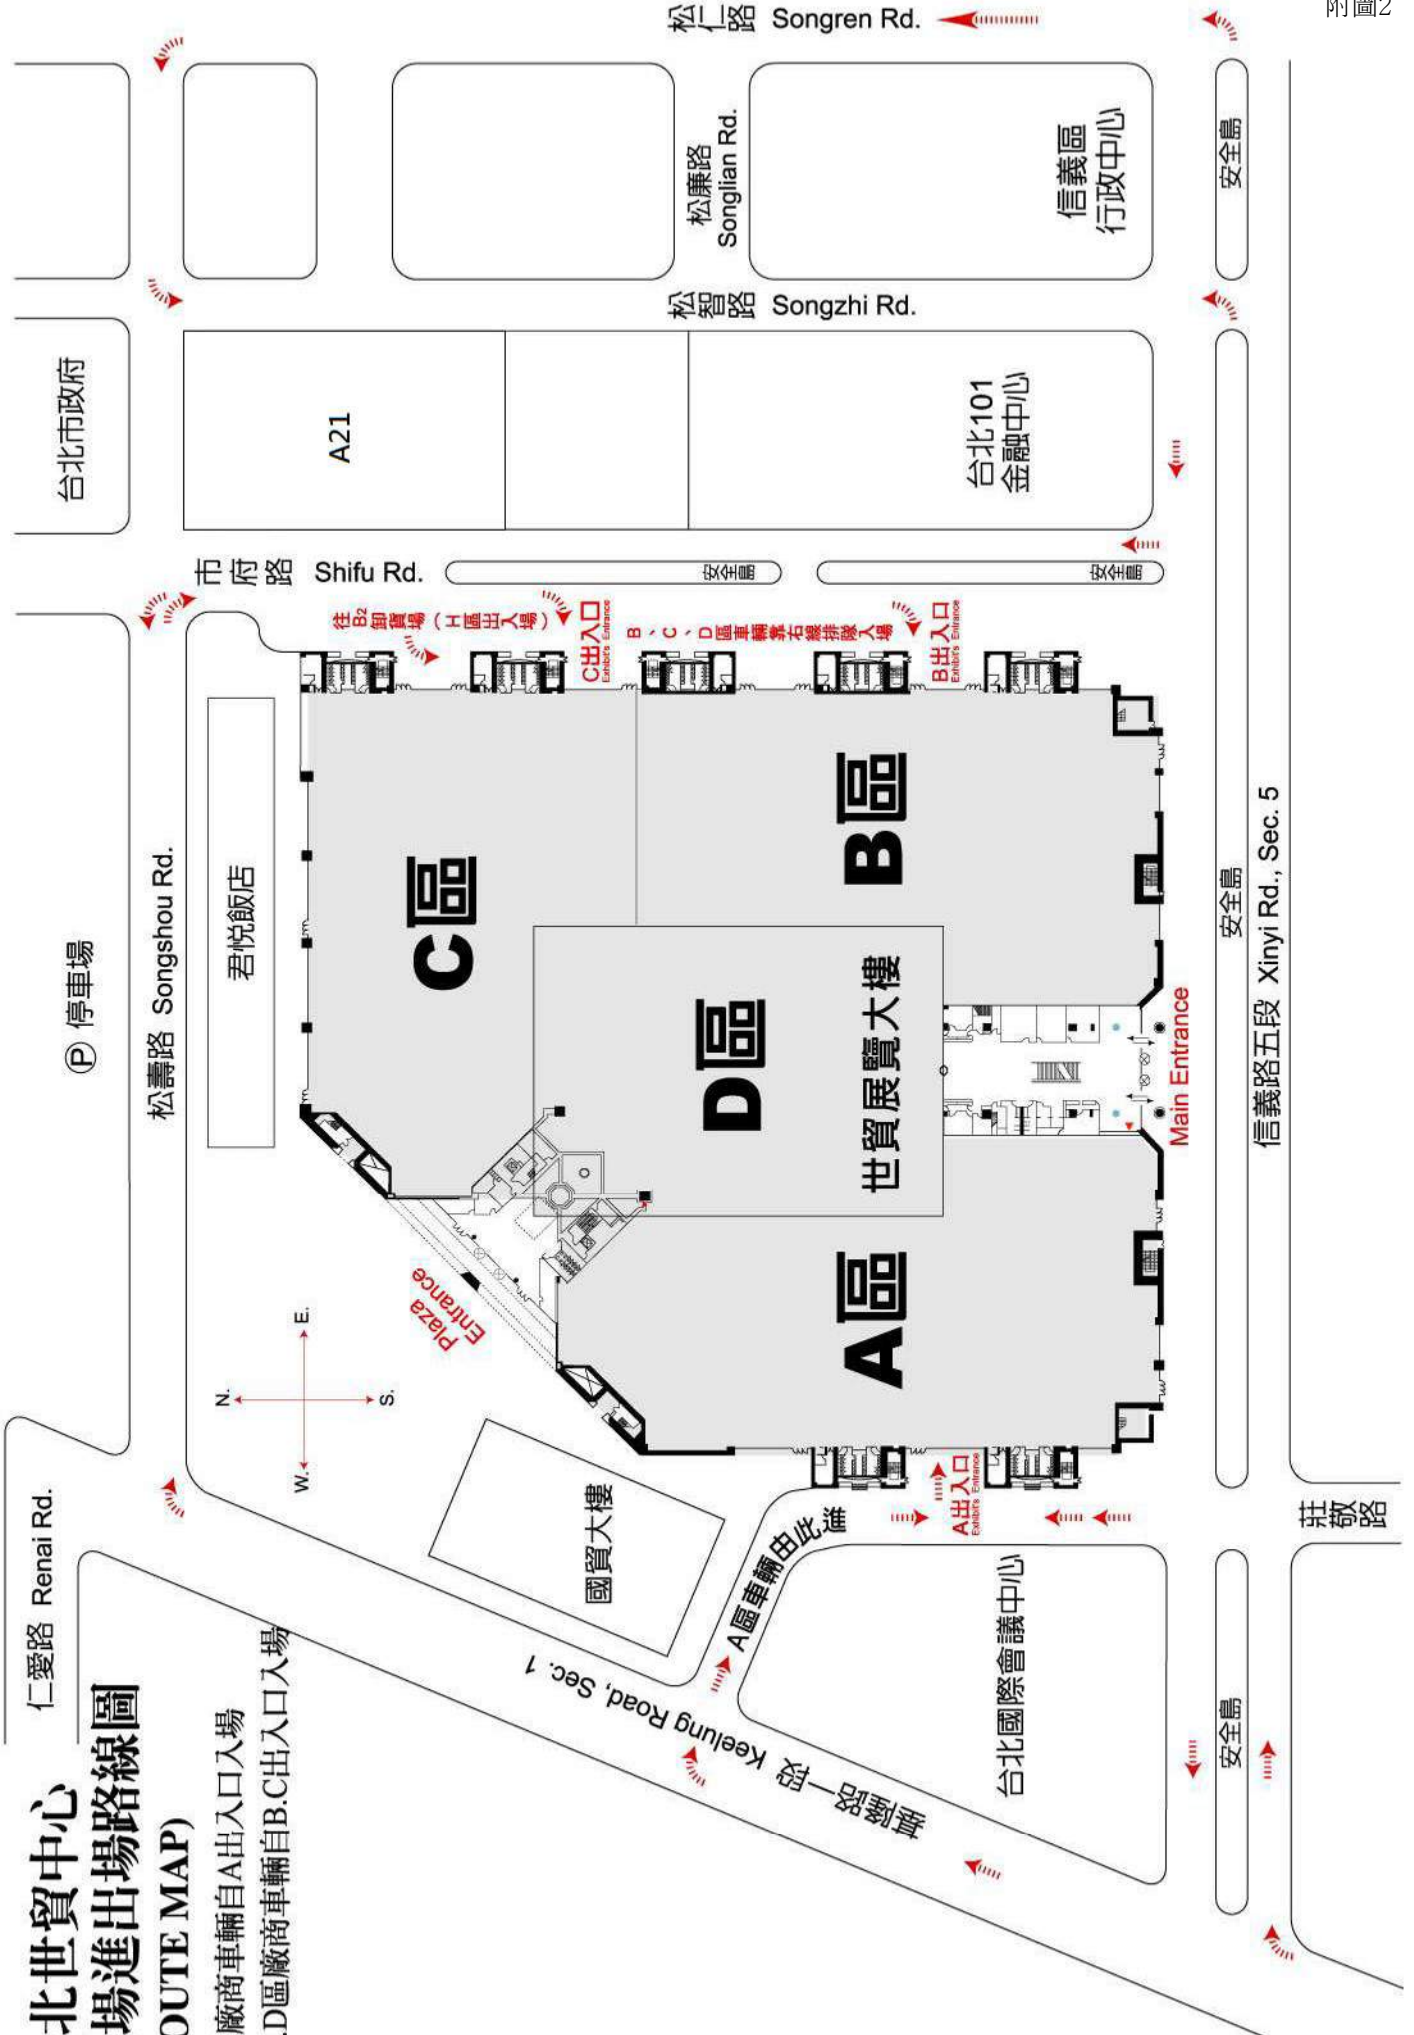 附圖2
北世貿中心
場進出場路線圖
OUTE MAP)
廠商車輛自A出入口入場
.D區廠商車輛自B.C出入口入場
仁愛路 Renai Rd.
Ⓟ 停車場
台北市政府
松壽路 Songshou Rd.
君悅飯店
市府路 Shifu Rd.
A21
松仁路 Songren Rd.
松廉路
Songlian Rd.
松智路 Songzhi Rd.
信義區
行政中心
台北101
金融中心
安全島
安全島
安全島
安全島
安全島
往B2卸貨場(H區出入場)
C出入口
Exhibit's Entrance
B、C、D區車輛靠右線排隊入場
B出入口
Exhibit's Entrance
N.
W.
E.
S.
Plaza
Entrance
C區
D區
B區
A區
世貿展覽大樓
Main Entrance
國貿大樓
A區車輛由此進
A出入口
Exhibit's Entrance
基隆路一段 Keelung Road, Sec. 1
台北國際會議中心
信義路五段 Xinyi Rd., Sec. 5
莊敬路